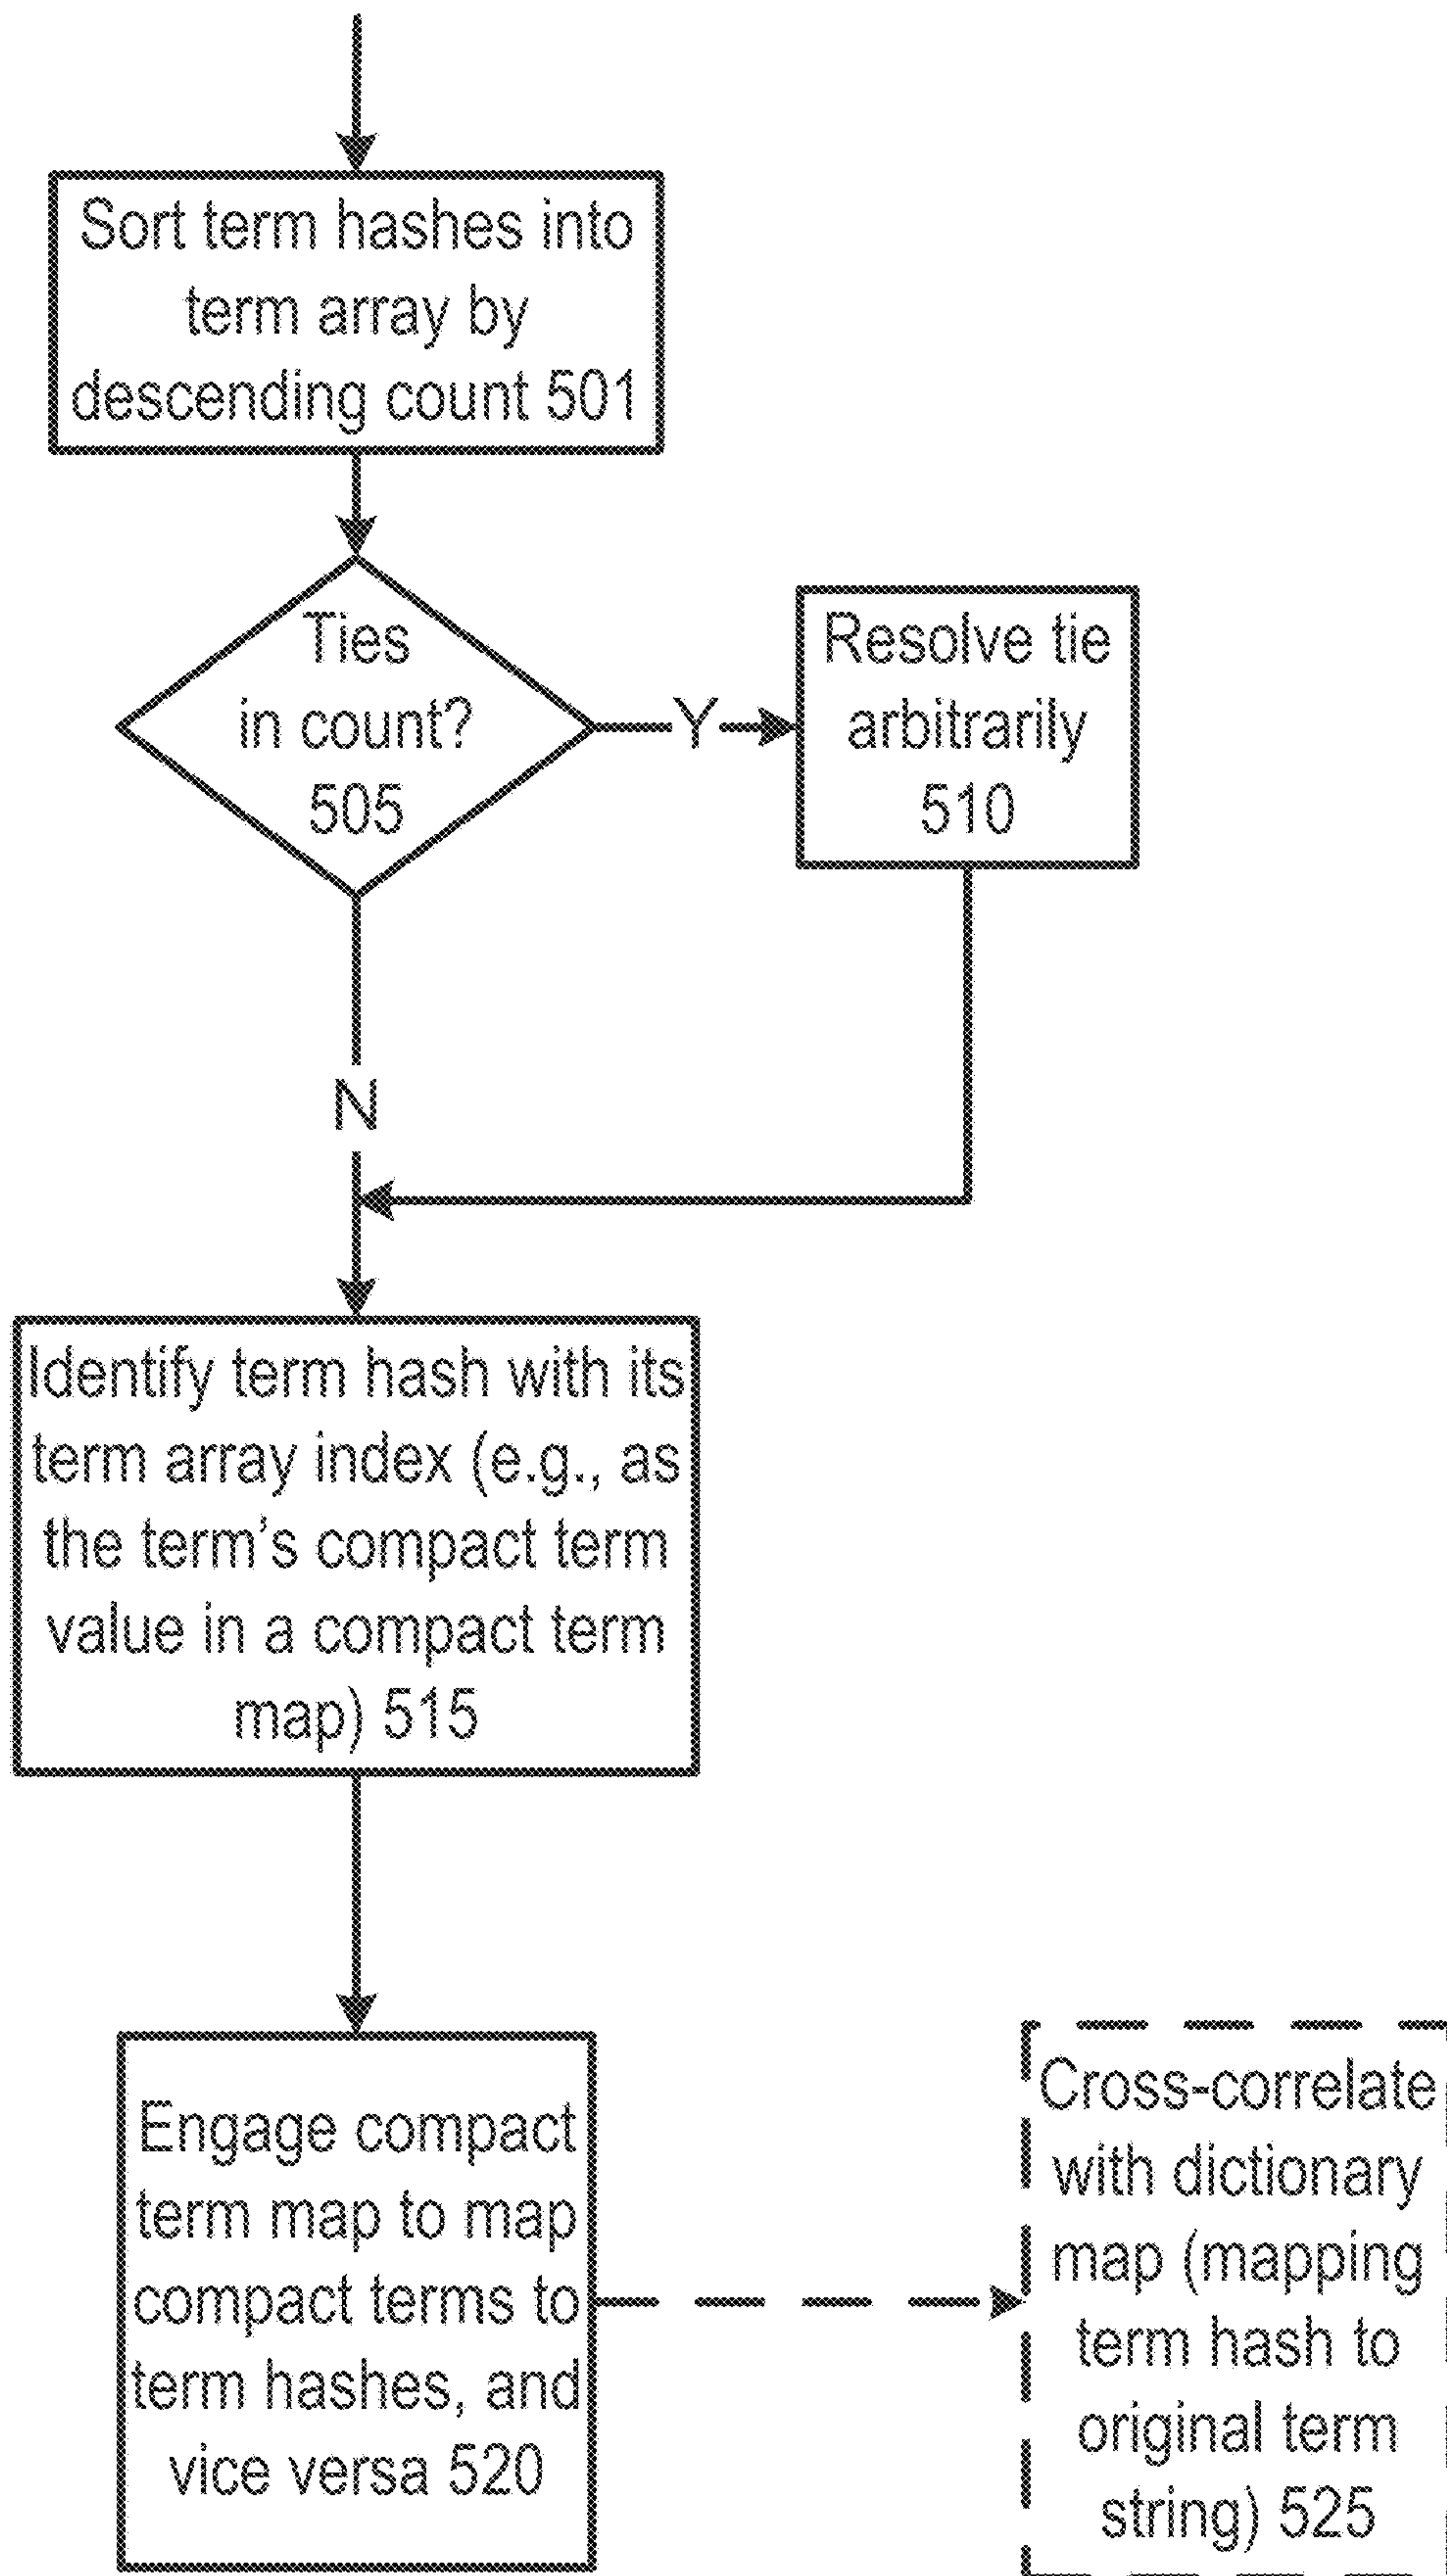 Sort term hashes into
term array by
descending count 501
Ties
in count?
505
Y
Resolve tie
arbitrarily
510
N
Identify term hash with its
term array index (e.g., as
the term's compact term
value in a compact term
map) 515
Engage compact
term map to map
compact terms to
term hashes, and
vice versa 520
Cross-correlate
with dictionary
map (mapping
term hash to
original term
string) 525